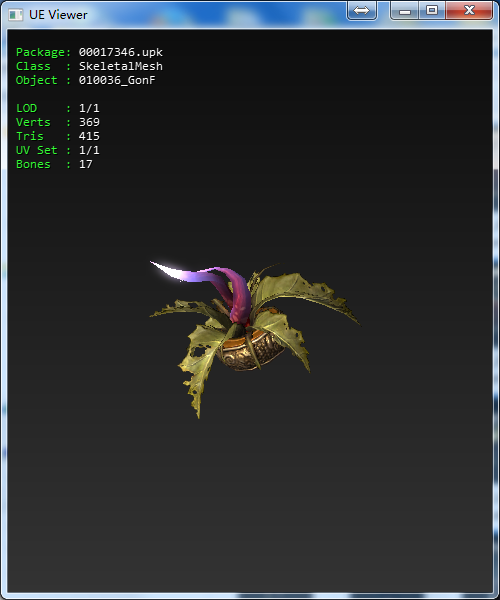 UE Viewer
Package: 00017346.upk
Class : SkeletalMesh
Object : 010036_GonF
LOD : 1/1
Verts : 369
Tris : 415
UV Set : 1/1
Bones : 17